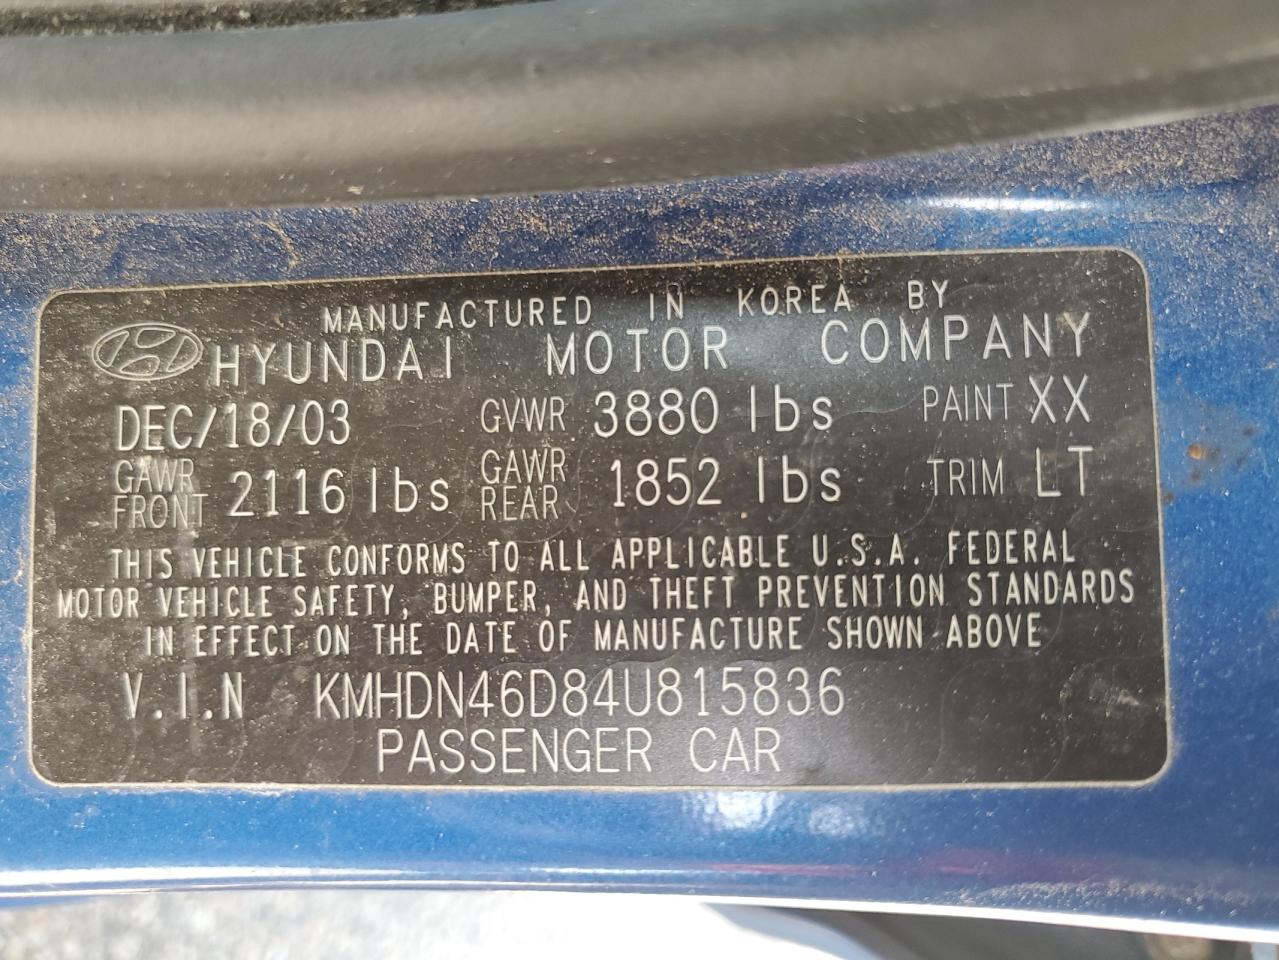 MANUFACTURED IN KOREA BY
HYUNDAI MOTOR COMPANY
DEC/18/03 GVWR 3880 lbs PAINT XX
GAWR FRONT 2116 lbs GAWR REAR 1852 lbs TRIM LT
THIS VEHICLE CONFORMS TO ALL APPLICABLE U.S.A. FEDERAL
MOTOR VEHICLE SAFETY, BUMPER, AND THEFT PREVENTION STANDARDS
IN EFFECT ON THE DATE OF MANUFACTURE SHOWN ABOVE
V.I.N KMHDN46D84U815836
PASSENGER CAR